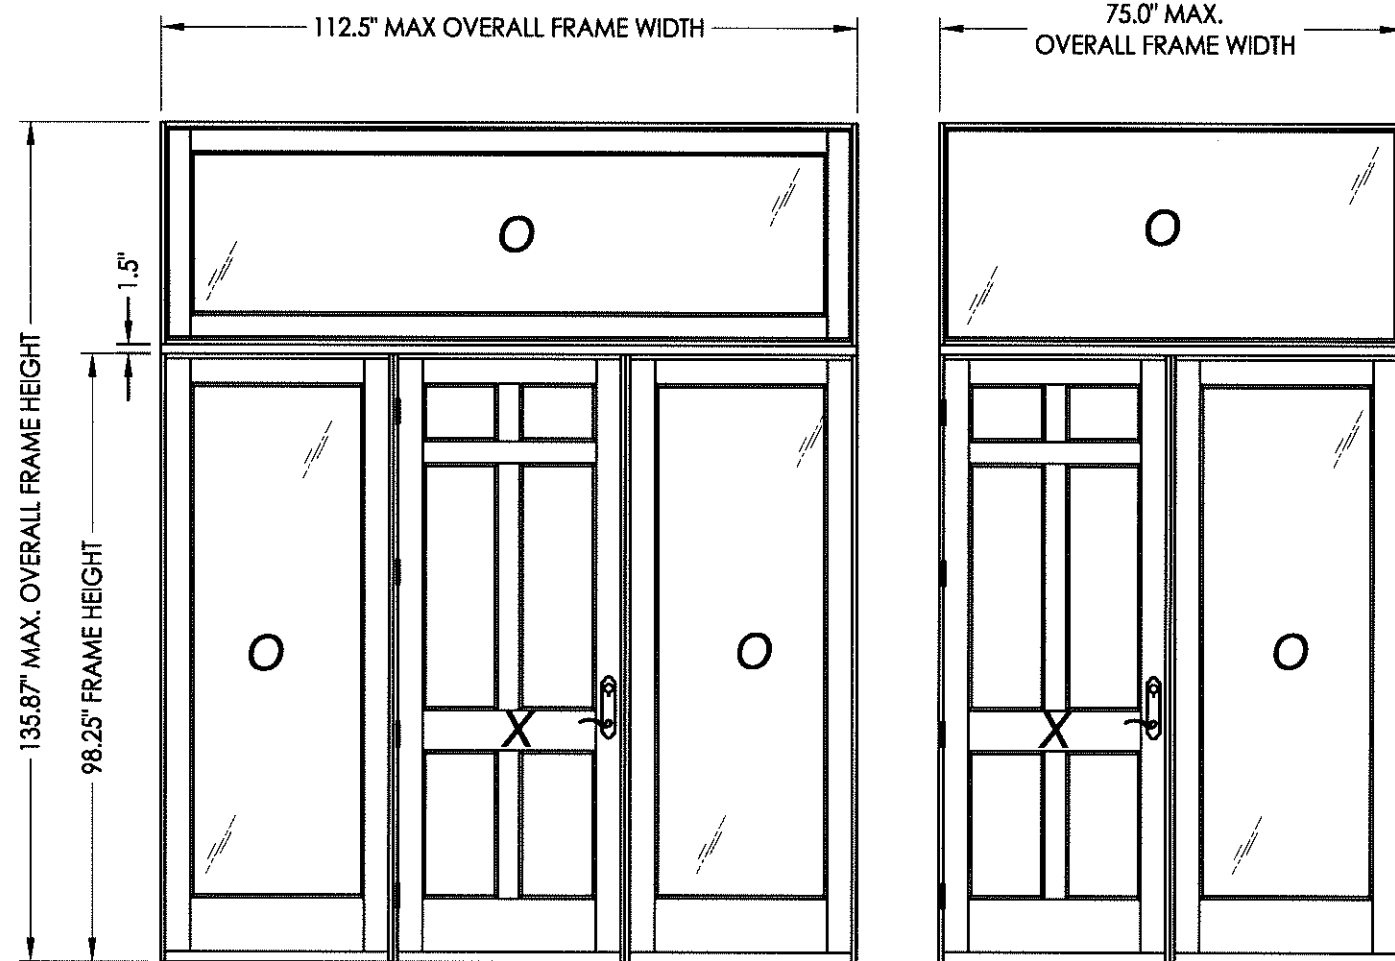 112.5" MAX OVERALL FRAME WIDTH
75.0" MAX.
OVERALL FRAME WIDTH
135.87" MAX. OVERALL FRAME HEIGHT
98.25" FRAME HEIGHT
1.5"
O
O
O
X
O
X
O